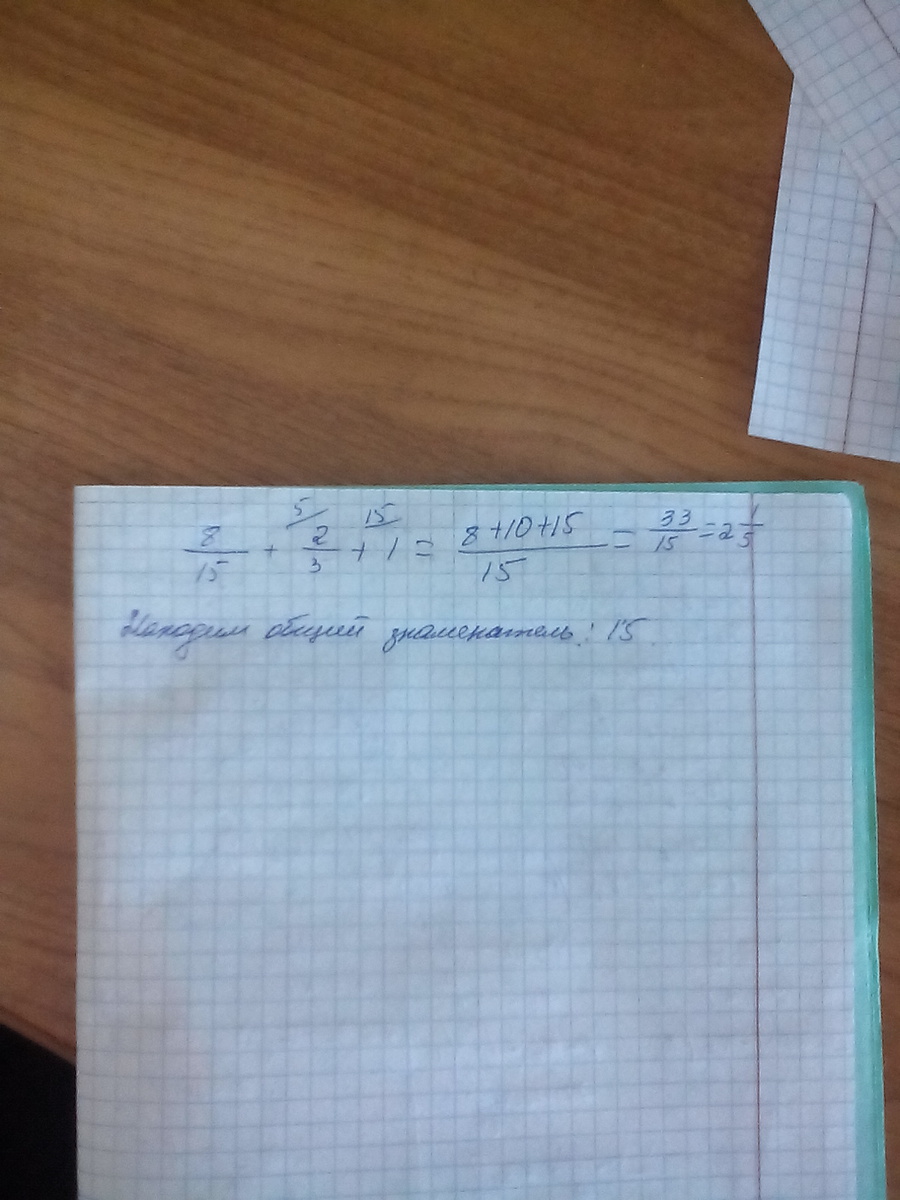 8/15 + 5/ 2/3 + 15/ 1 = 8+10+15/15 = 33/15 = 2 1/5
Находим общий знаменатель: 15